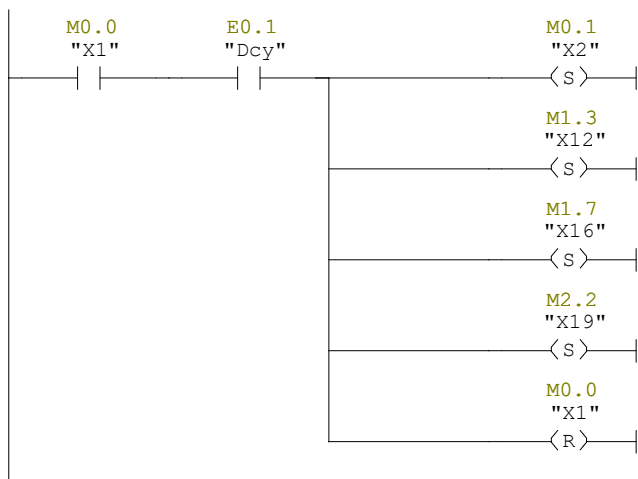 M0.0 E0.1 M0.1
"X1" "Dcy" "X2"
S
M1.3
"X12"
S
M1.7
"X16"
S
M2.2
"X19"
S
M0.0
"X1"
R